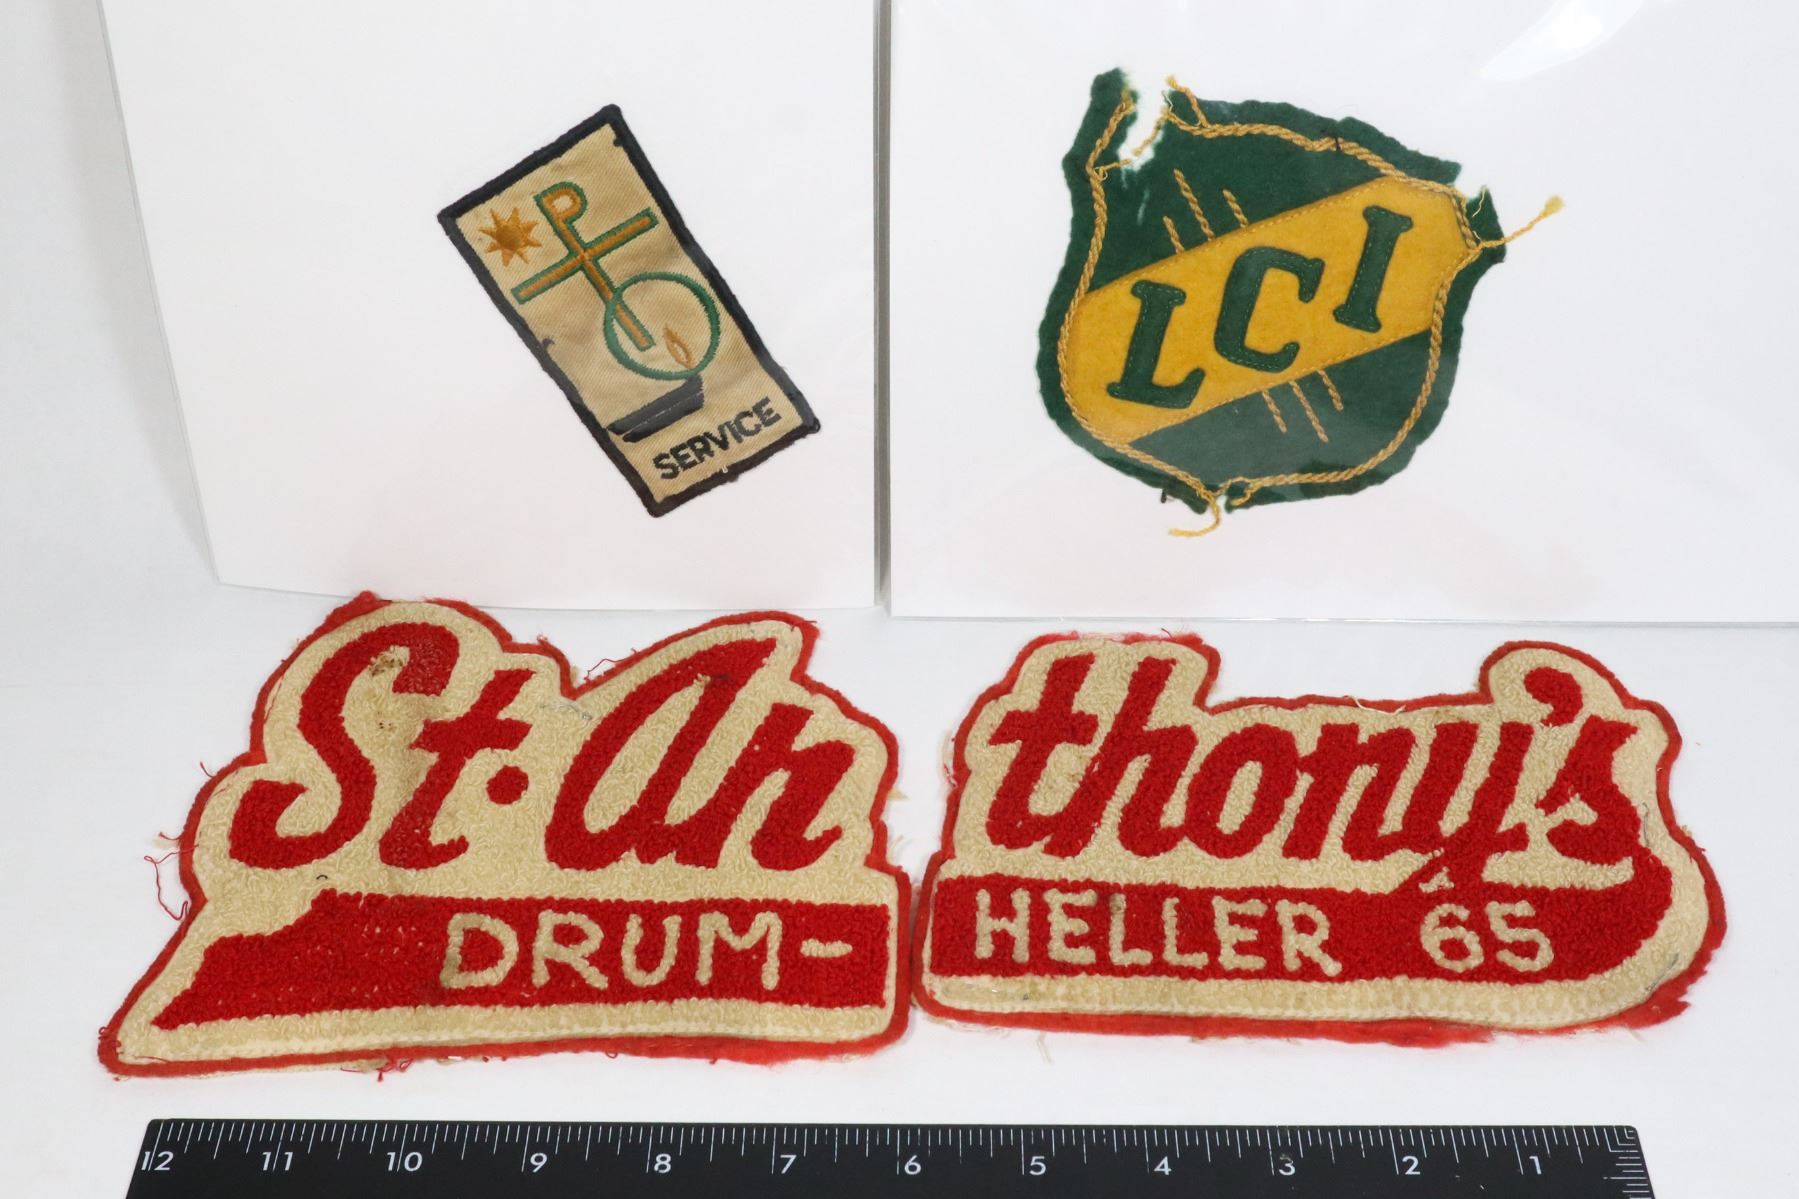 SERVICE
LCI
St. An thony's
DRUM- HELLER 65
12 11 10 9 8 7 6 5 4 3 2 1